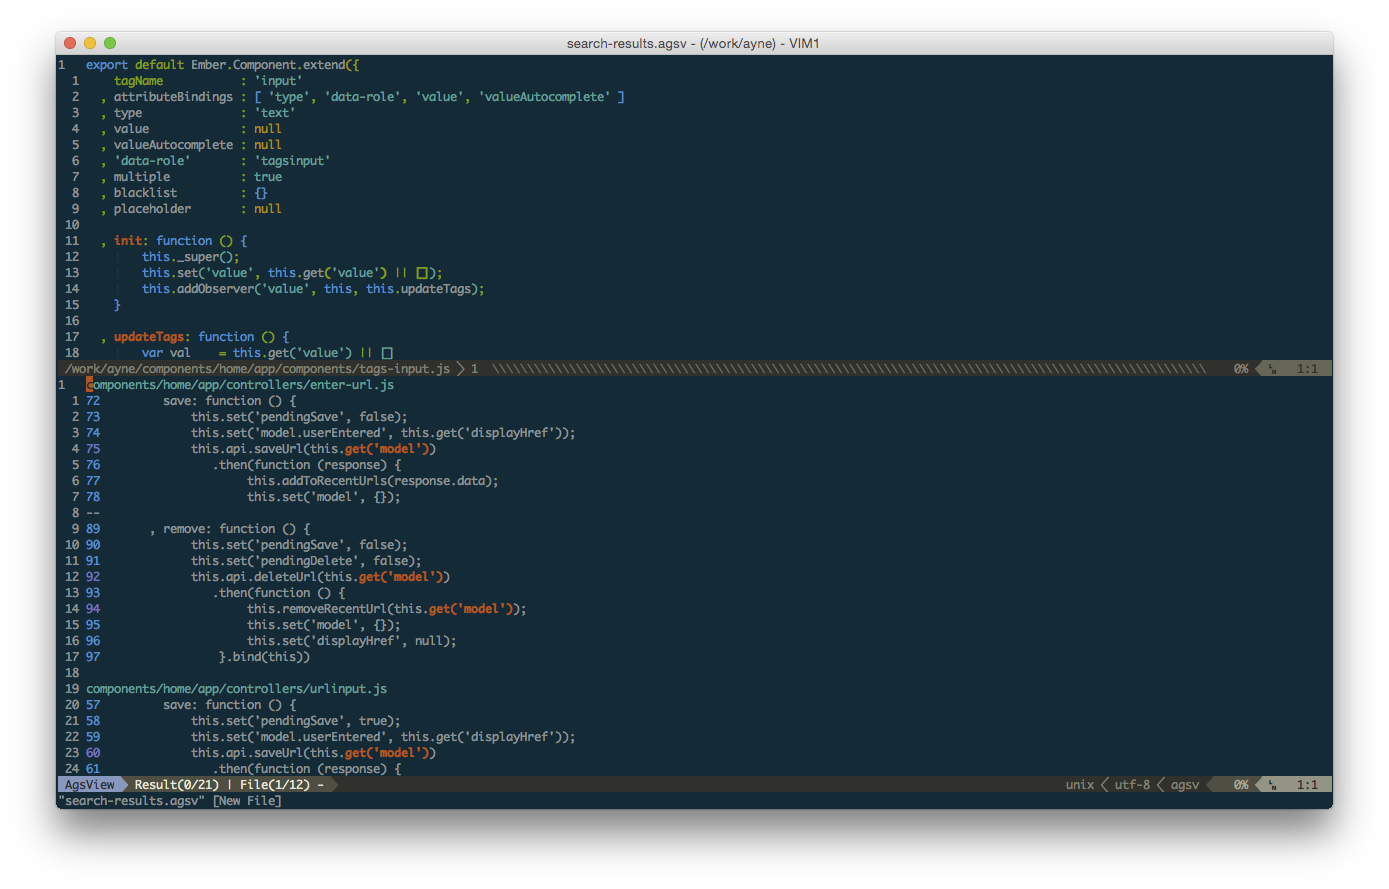 search-results.agsv - (/work/ayne) - VIM1
1   export default Ember.Component.extend({
  1     tagName           : 'input'
  2   , attributeBindings : [ 'type', 'data-role', 'value', 'valueAutocomplete' ]
  3   , type              : 'text'
  4   , value             : null
  5   , valueAutocomplete : null
  6   , 'data-role'       : 'tagsinput'
  7   , multiple          : true
  8   , blacklist         : {}
  9   , placeholder       : null
 10
 11   , init: function () {
 12         this._super();
 13         this.set('value', this.get('value') || []);
 14         this.addObserver('value', this, this.updateTags);
 15     }
 16
 17   , updateTags: function () {
 18         var val    = this.get('value') || []
/work/ayne/components/home/app/components/tags-input.js > 1 0% LN 1:1
1   components/home/app/controllers/enter-url.js
  1 72         save: function () {
  2 73             this.set('pendingSave', false);
  3 74             this.set('model.userEntered', this.get('displayHref'));
  4 75             this.api.saveUrl(this.get('model'))
  5 76                .then(function (response) {
  6 77                     this.addToRecentUrls(response.data);
  7 78                     this.set('model', {});
  8 --
  9 89       , remove: function () {
 10 90             this.set('pendingSave', false);
 11 91             this.set('pendingDelete', false);
 12 92             this.api.deleteUrl(this.get('model'))
 13 93                .then(function () {
 14 94                     this.removeRecentUrl(this.get('model'));
 15 95                     this.set('model', {});
 16 96                     this.set('displayHref', null);
 17 97                 }.bind(this))
 18
 19 components/home/app/controllers/urlinput.js
 20 57         save: function () {
 21 58             this.set('pendingSave', true);
 22 59             this.set('model.userEntered', this.get('displayHref'));
 23 60             this.api.saveUrl(this.get('model'))
 24 61                .then(function (response) {
AgsView Result(0/21) | File(1/12) - unix < utf-8 < agsv 0% LN 1:1
"search-results.agsv" [New File]